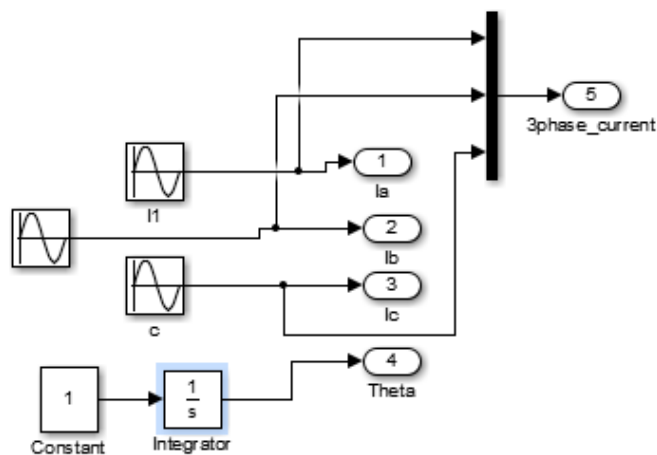 5
3phase_current
1
Ia
I1
2
Ib
3
Ic
c
4
Theta
1
Constant
1
s
Integrator